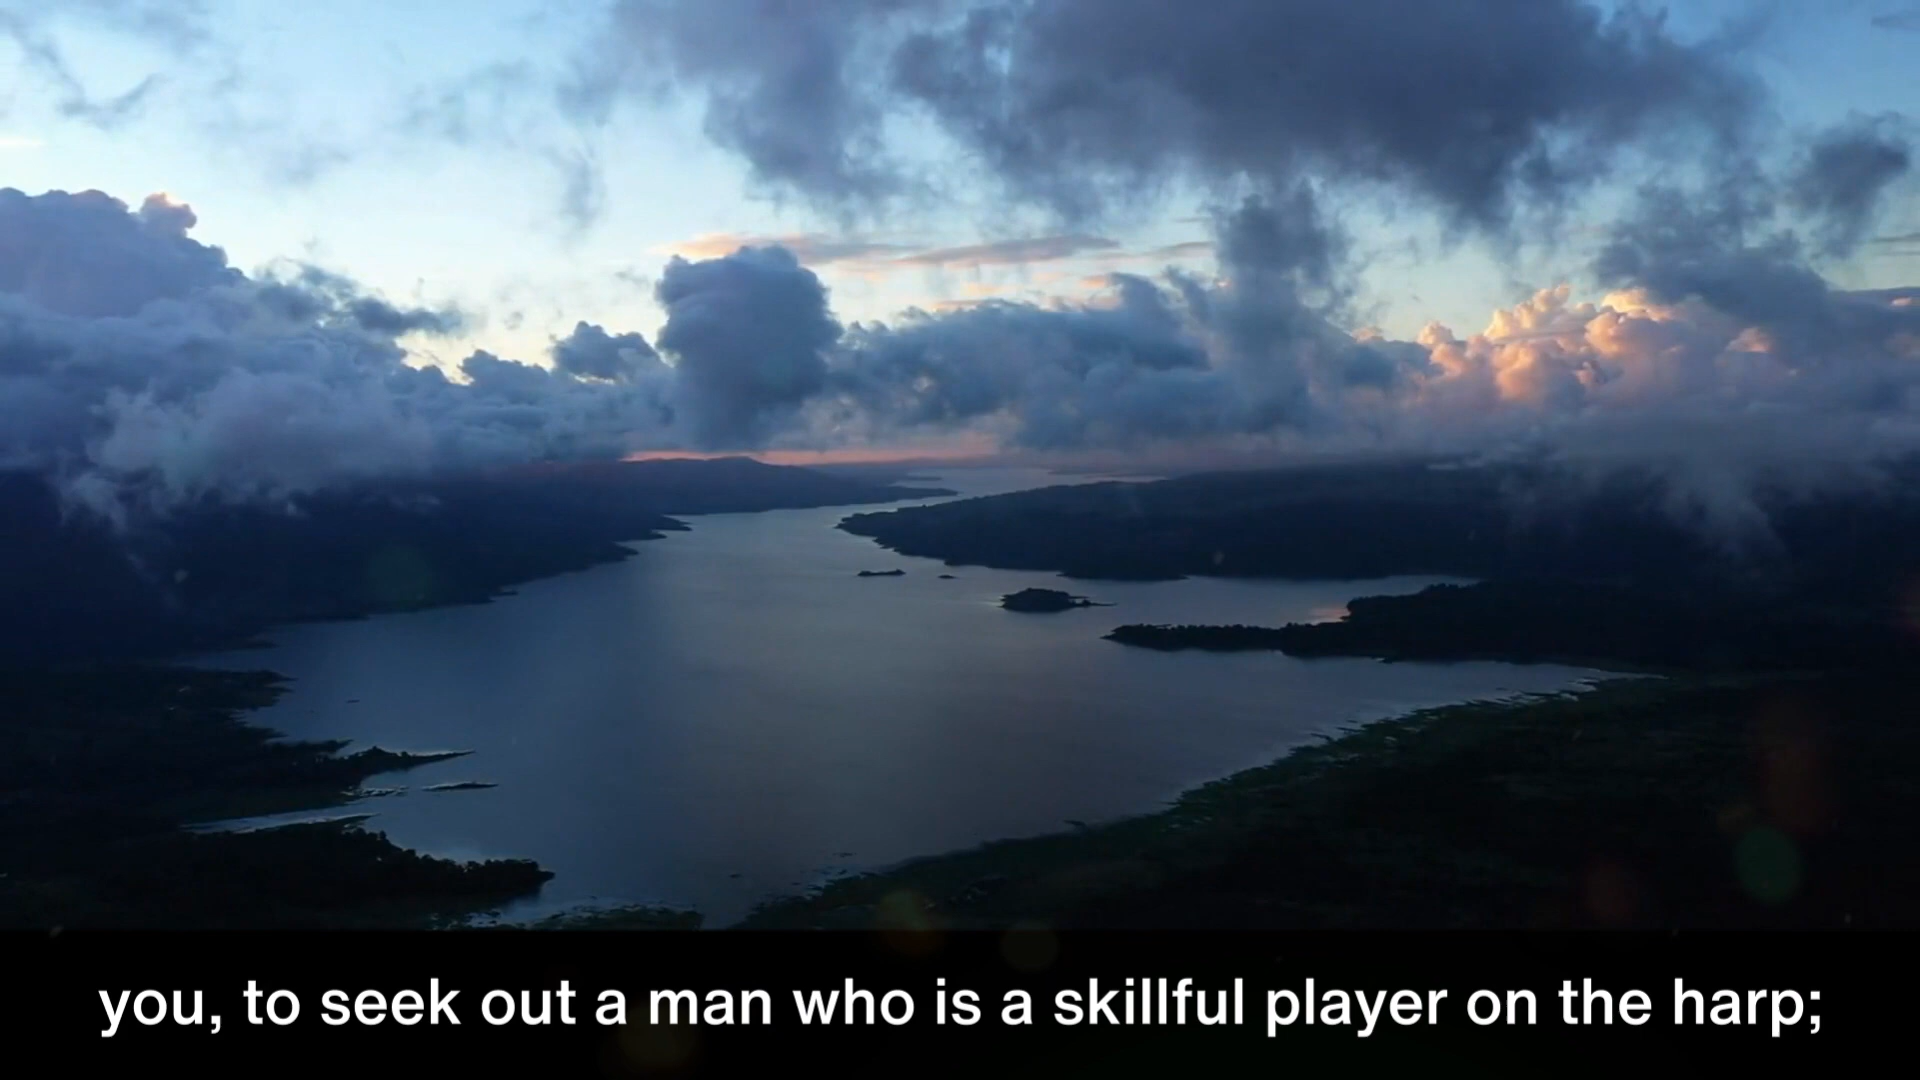 you, to seek out a man who is a skillful player on the harp;